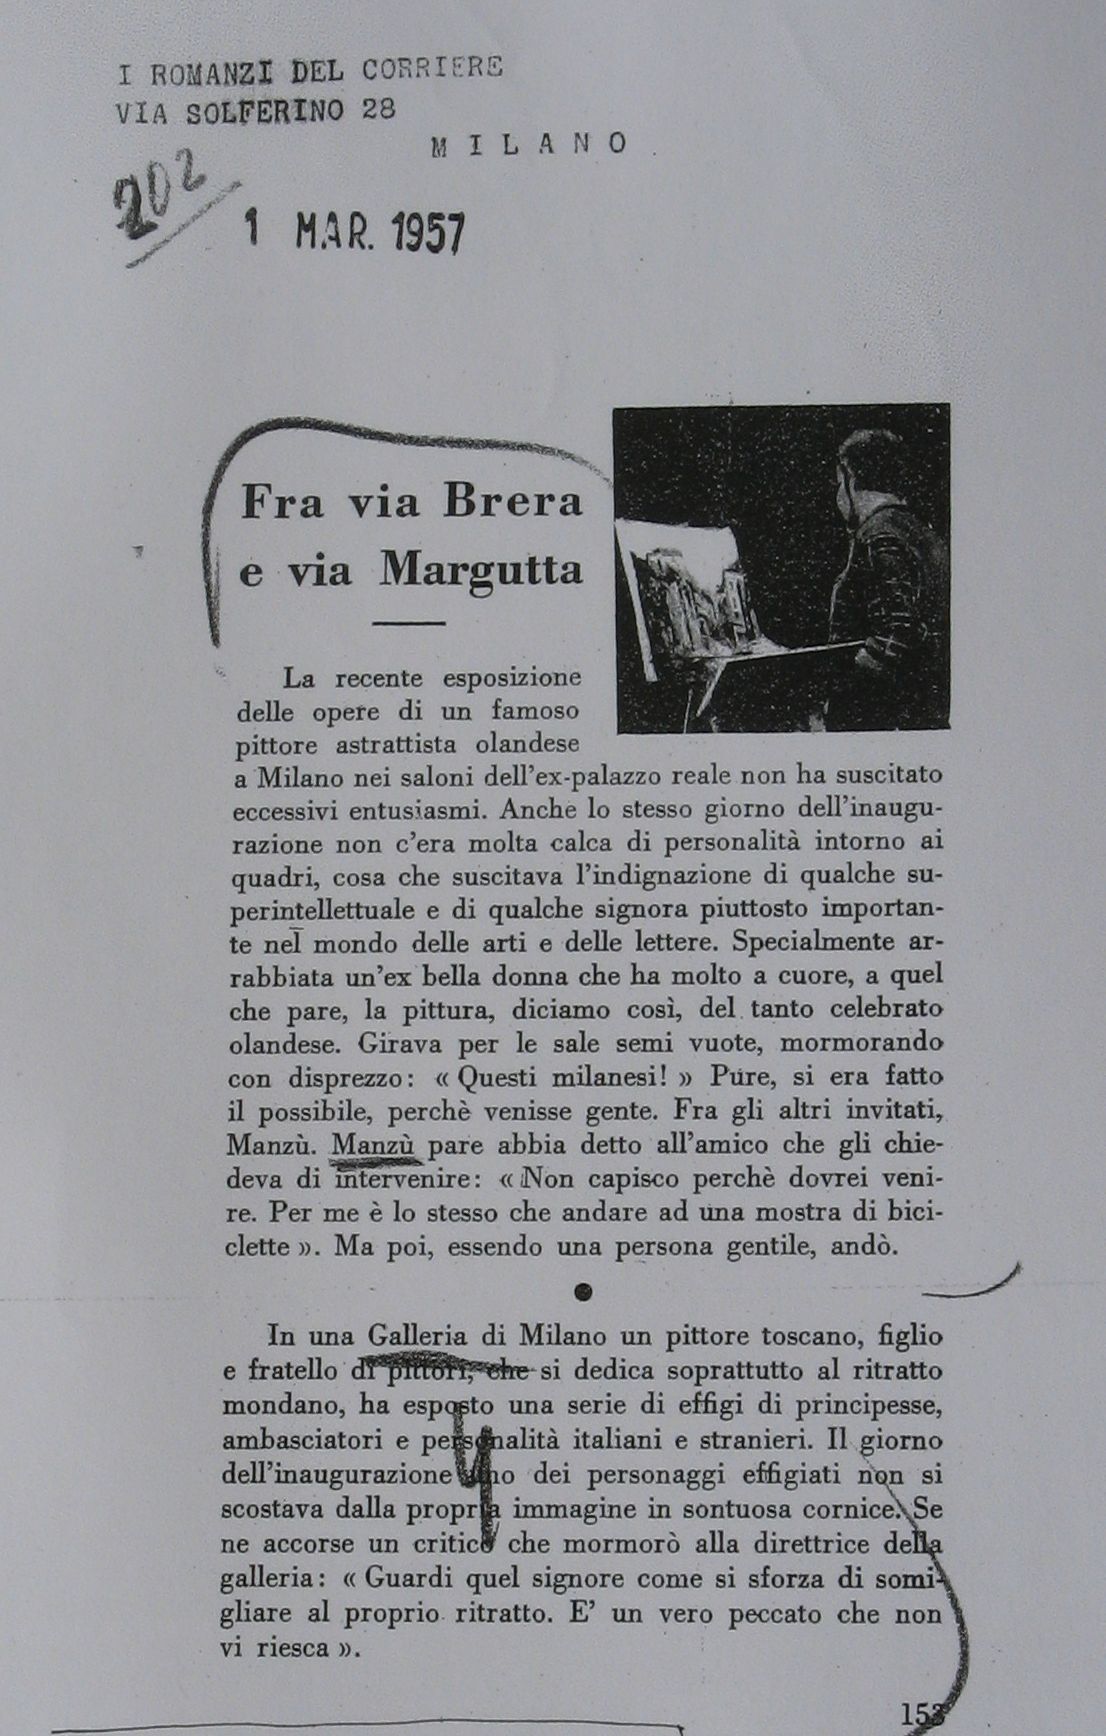 I ROMANZI DEL CORRIERE
VIA SOLFERINO 28
MILANO
202
1 MAR. 1957
Fra via Brera
e via Margutta
La recente esposizione
delle opere di un famoso
pittore astrattista olandese
a Milano nei saloni dell'ex-palazzo reale non ha suscitato
eccessivi entusiasmi. Anche lo stesso giorno dell'inaugu-
razione non c'era molta calca di personalità intorno ai
quadri, cosa che suscitava l'indignazione di qualche su-
perintellettuale e di qualche signora piuttosto importan-
te nel mondo delle arti e delle lettere. Specialmente ar-
rabbiata un'ex bella donna che ha molto a cuore, a quel
che pare, la pittura, diciamo così, del tanto celebrato
olandese. Girava per le sale semi vuote, mormorando
con disprezzo: « Questi milanesi! » Pure, si era fatto
il possibile, perchè venisse gente. Fra gli altri invitati,
Manzù. Manzù pare abbia detto all'amico che gli chie-
deva di intervenire: « Non capisco perchè dovrei veni-
re. Per me è lo stesso che andare ad una mostra di bici-
clette ». Ma poi, essendo una persona gentile, andò.
In una Galleria di Milano un pittore toscano, figlio
e fratello di pittori, che si dedica soprattutto al ritratto
mondano, ha esposto una serie di effigi di principesse,
ambasciatori e personalità italiani e stranieri. Il giorno
dell'inaugurazione uno dei personaggi effigiati non si
scostava dalla propria immagine in sontuosa cornice. Se
ne accorse un critico che mormorò alla direttrice della
galleria: « Guardi quel signore come si sforza di somi-
gliare al proprio ritratto. E' un vero peccato che non
vi riesca ».
153